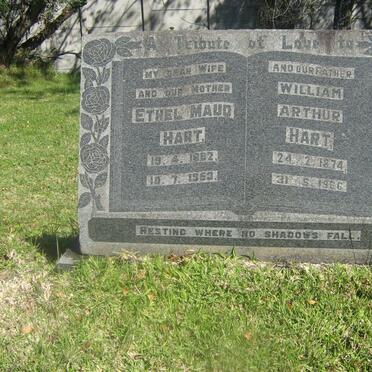 A Tribute of Love to
MY DEAR WIFE
AND OUR MOTHER
ETHEL MAUD
HART
19.4.1882.
10.7.1953.
AND OUR FATHER
WILLIAM
ARTHUR
HART
24.2.1874
31.5.1966
RESTING WHERE NO SHADOWS FALL.